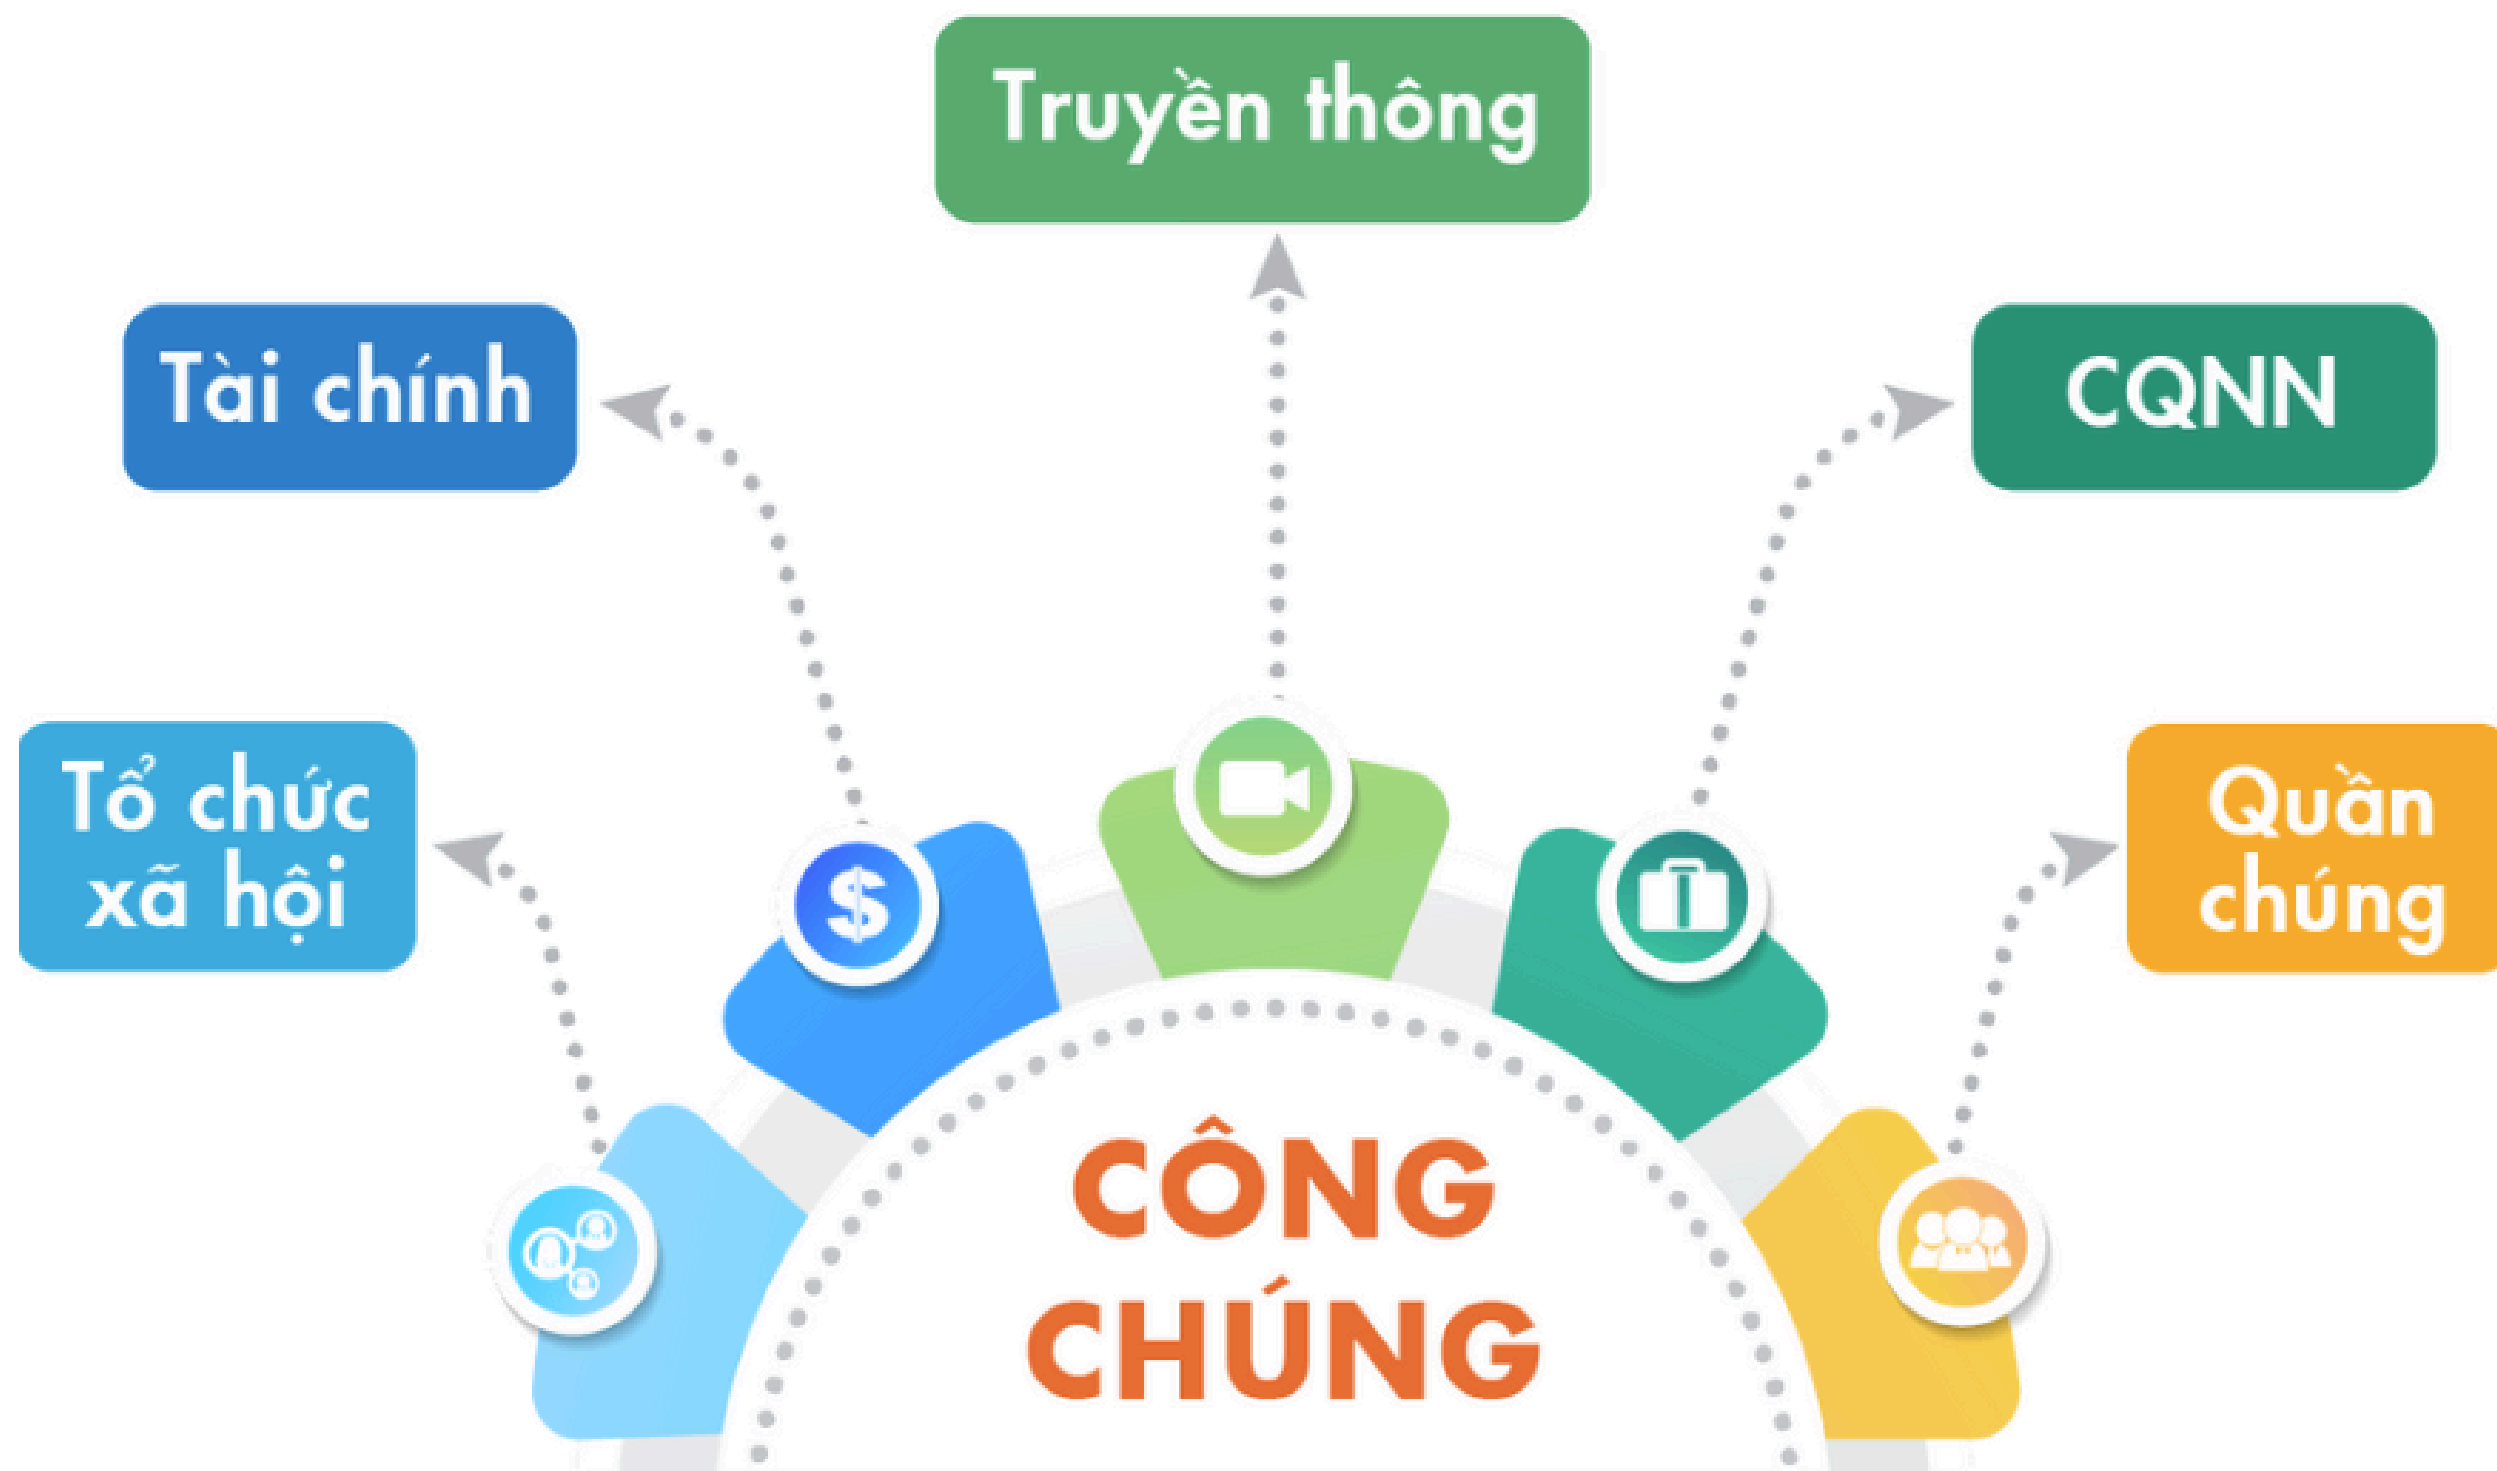 Truyền thông
Tài chính
CQNN
Tổ chức
xã hội
Quần
chúng
CÔNG
CHÚNG